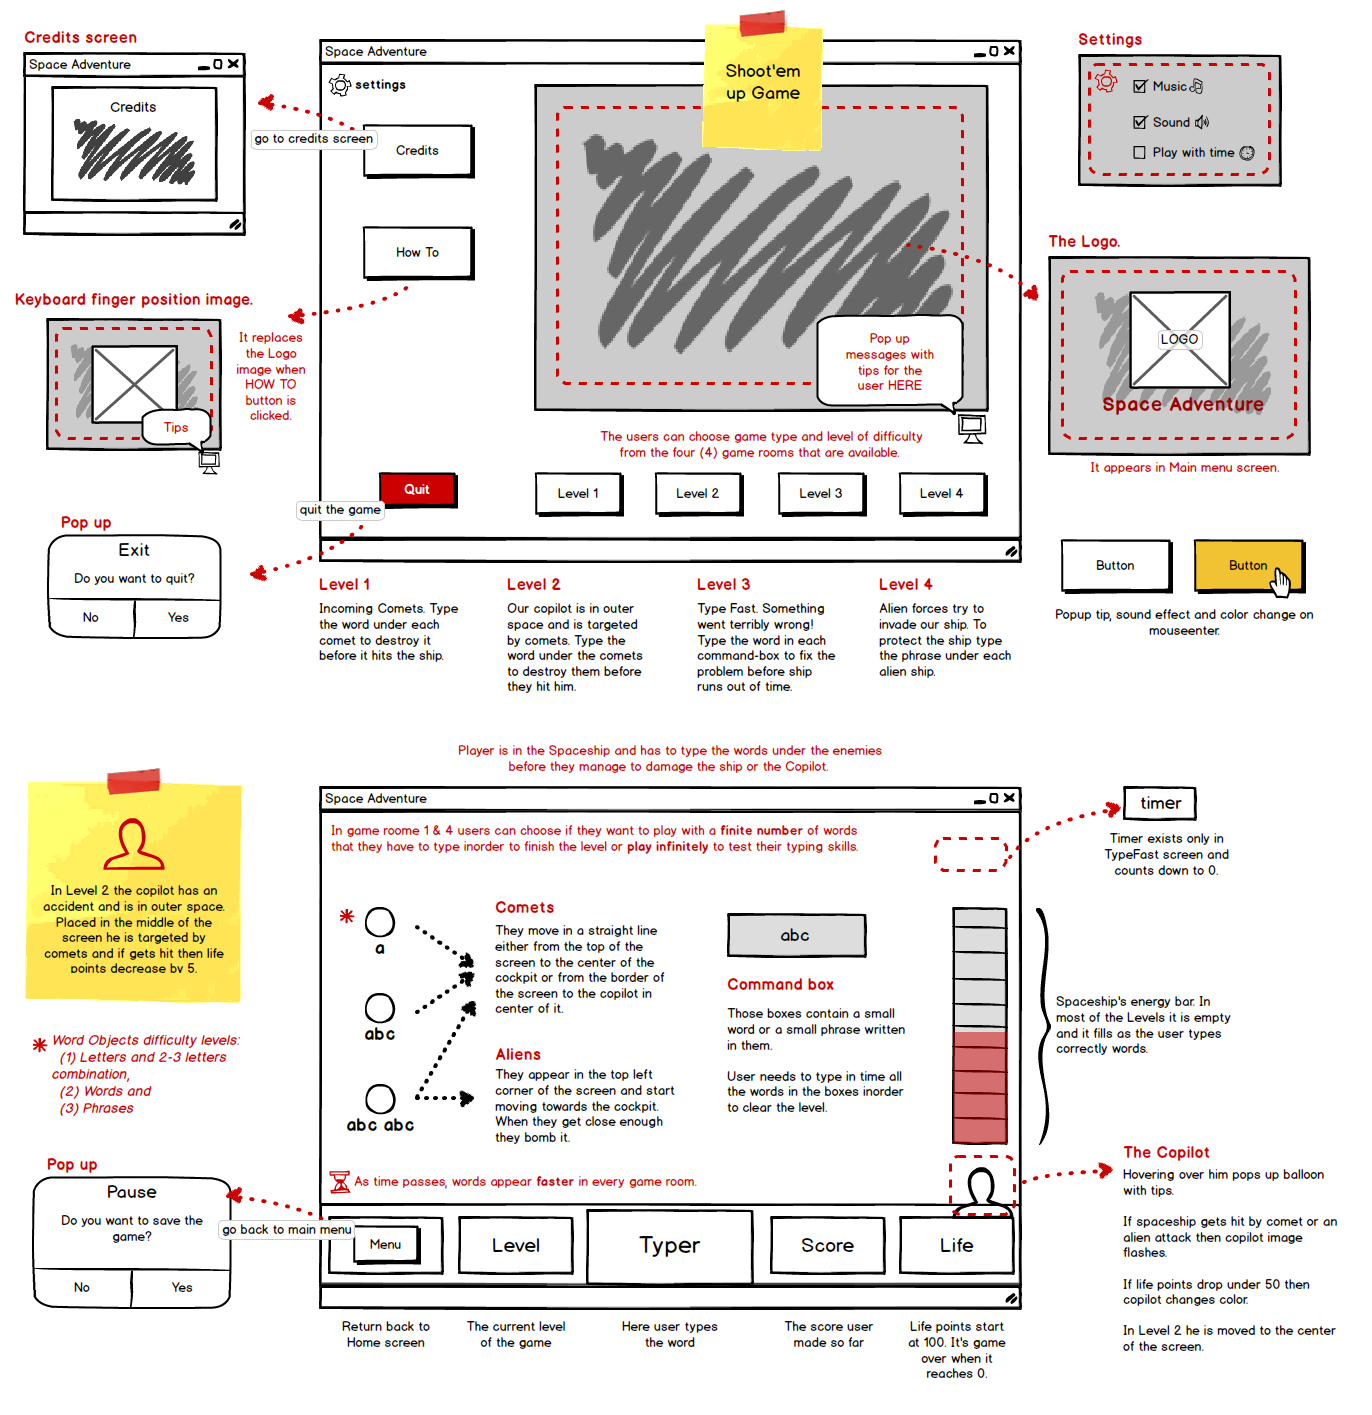 Credits screen
Space Adventure
Credits
go to credits screen
Space Adventure
settings
Credits
How To
Quit
quit the game
Shoot'em
up Game
Pop up
messages with
tips for the
user HERE
The users can choose game type and level of difficulty
from the four (4) game rooms that are available.
Level 1
Level 2
Level 3
Level 4
Settings
Music
Sound
Play with time
The Logo.
LOGO
Space Adventure
It appears in Main menu screen.
Keyboard finger position image.
Tips
It replaces
the Logo
image when
HOW TO
button is
clicked.
Pop up
Exit
Do you want to quit?
No
Yes
Button
Button
Popup tip, sound effect and color change on
mouseenter.
Level 1
Incoming Comets. Type
the word under each
comet to destroy it
before it hits the ship.
Level 2
Our copilot is in outer
space and is targeted
by comets. Type the
word under the comets
to destroy them before
they hit him.
Level 3
Type Fast. Something
went terribly wrong!
Type the word in each
command-box to fix the
problem before ship
runs out of time.
Level 4
Alien forces try to
invade our ship. To
protect the ship type
the phrase under each
alien ship.
Player is in the Spaceship and has to type the words under the enemies
before they manage to damage the ship or the Copilot.
In Level 2 the copilot has an
accident and is in outer space.
Placed in the middle of the
screen he is targeted by
comets and if gets hit then life
points decrease by 5.
* Word Objects difficulty levels:
(1) Letters and 2-3 letters
combination,
(2) Words and
(3) Phrases
Pop up
Pause
Do you want to save the
game?
No
Yes
go back to main menu
Space Adventure
In game roome 1 & 4 users can choose if they want to play with a finite number of words
that they have to type inorder to finish the level or play infinitely to test their typing skills.
*
a
abc
abc abc
Comets
They move in a straight line
either from the top of the
screen to the center of the
cockpit or from the border of
the screen to the copilot in
center of it.
Aliens
They appear in the top left
corner of the screen and start
moving towards the cockpit.
When they get close enough
they bomb it.
abc
Command box
Those boxes contain a small
word or a small phrase written
in them.
User needs to type in time all
the words in the boxes inorder
to clear the level.
As time passes, words appear faster in every game room.
Menu
Level
Typer
Score
Life
Return back to
Home screen
The current level
of the game
Here user types
the word
The score user
made so far
Life points start
at 100. It's game
over when it
reaches 0.
timer
Timer exists only in
TypeFast screen and
counts down to 0.
Spaceship's energy bar. In
most of the Levels it is empty
and it fills as the user types
correctly words.
The Copilot
Hovering over him pops up balloon
with tips.
If spaceship gets hit by comet or an
alien attack then copilot image
flashes.
If life points drop under 50 then
copilot changes color.
In Level 2 he is moved to the center
of the screen.